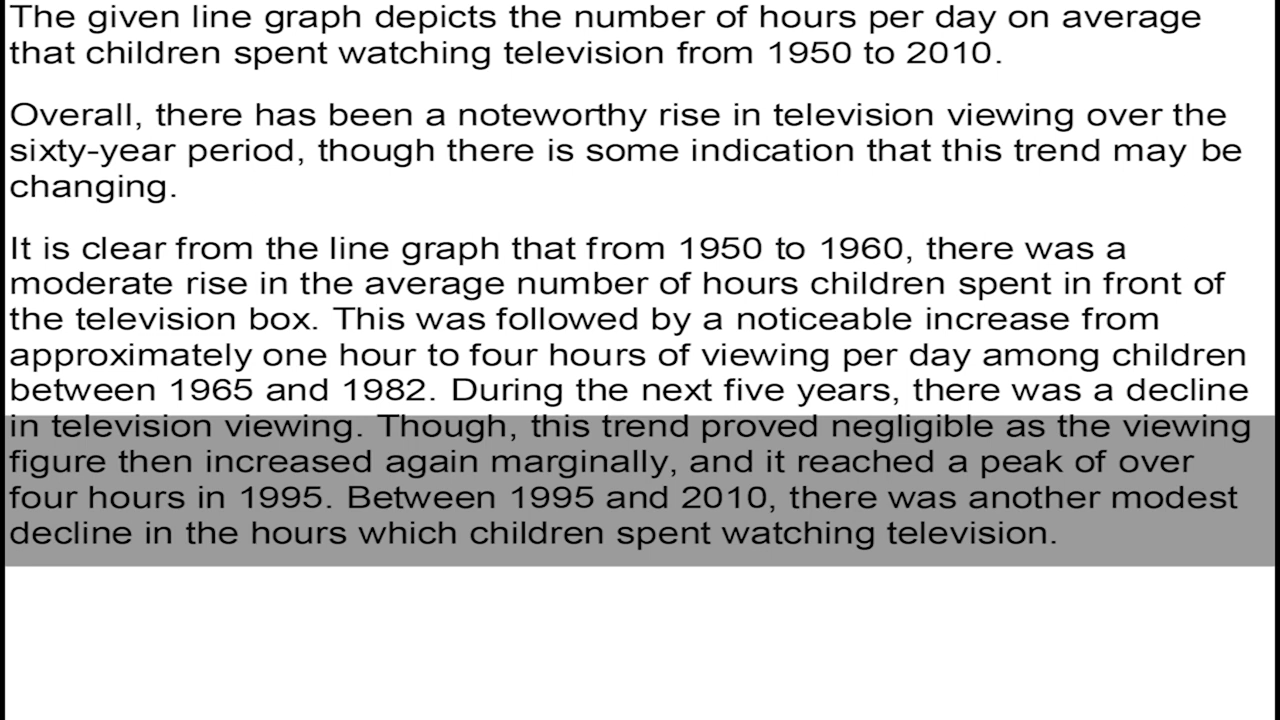 The given line graph depicts the number of hours per day on average
that children spent watching television from 1950 to 2010.
Overall, there has been a noteworthy rise in television viewing over the
sixty-year period, though there is some indication that this trend may be
changing.
It is clear from the line graph that from 1950 to 1960, there was a
moderate rise in the average number of hours children spent in front of
the television box. This was followed by a noticeable increase from
approximately one hour to four hours of viewing per day among children
between 1965 and 1982. During the next five years, there was a decline
in television viewing. Though, this trend proved negligible as the viewing
figure then increased again marginally, and it reached a peak of over
four hours in 1995. Between 1995 and 2010, there was another modest
decline in the hours which children spent watching television.